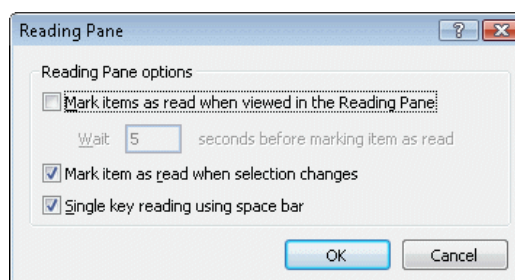 Reading Pane
Reading Pane options
Mark items as read when viewed in the Reading Pane
Wait 5 seconds before marking item as read
Mark item as read when selection changes
Single key reading using space bar
OK Cancel